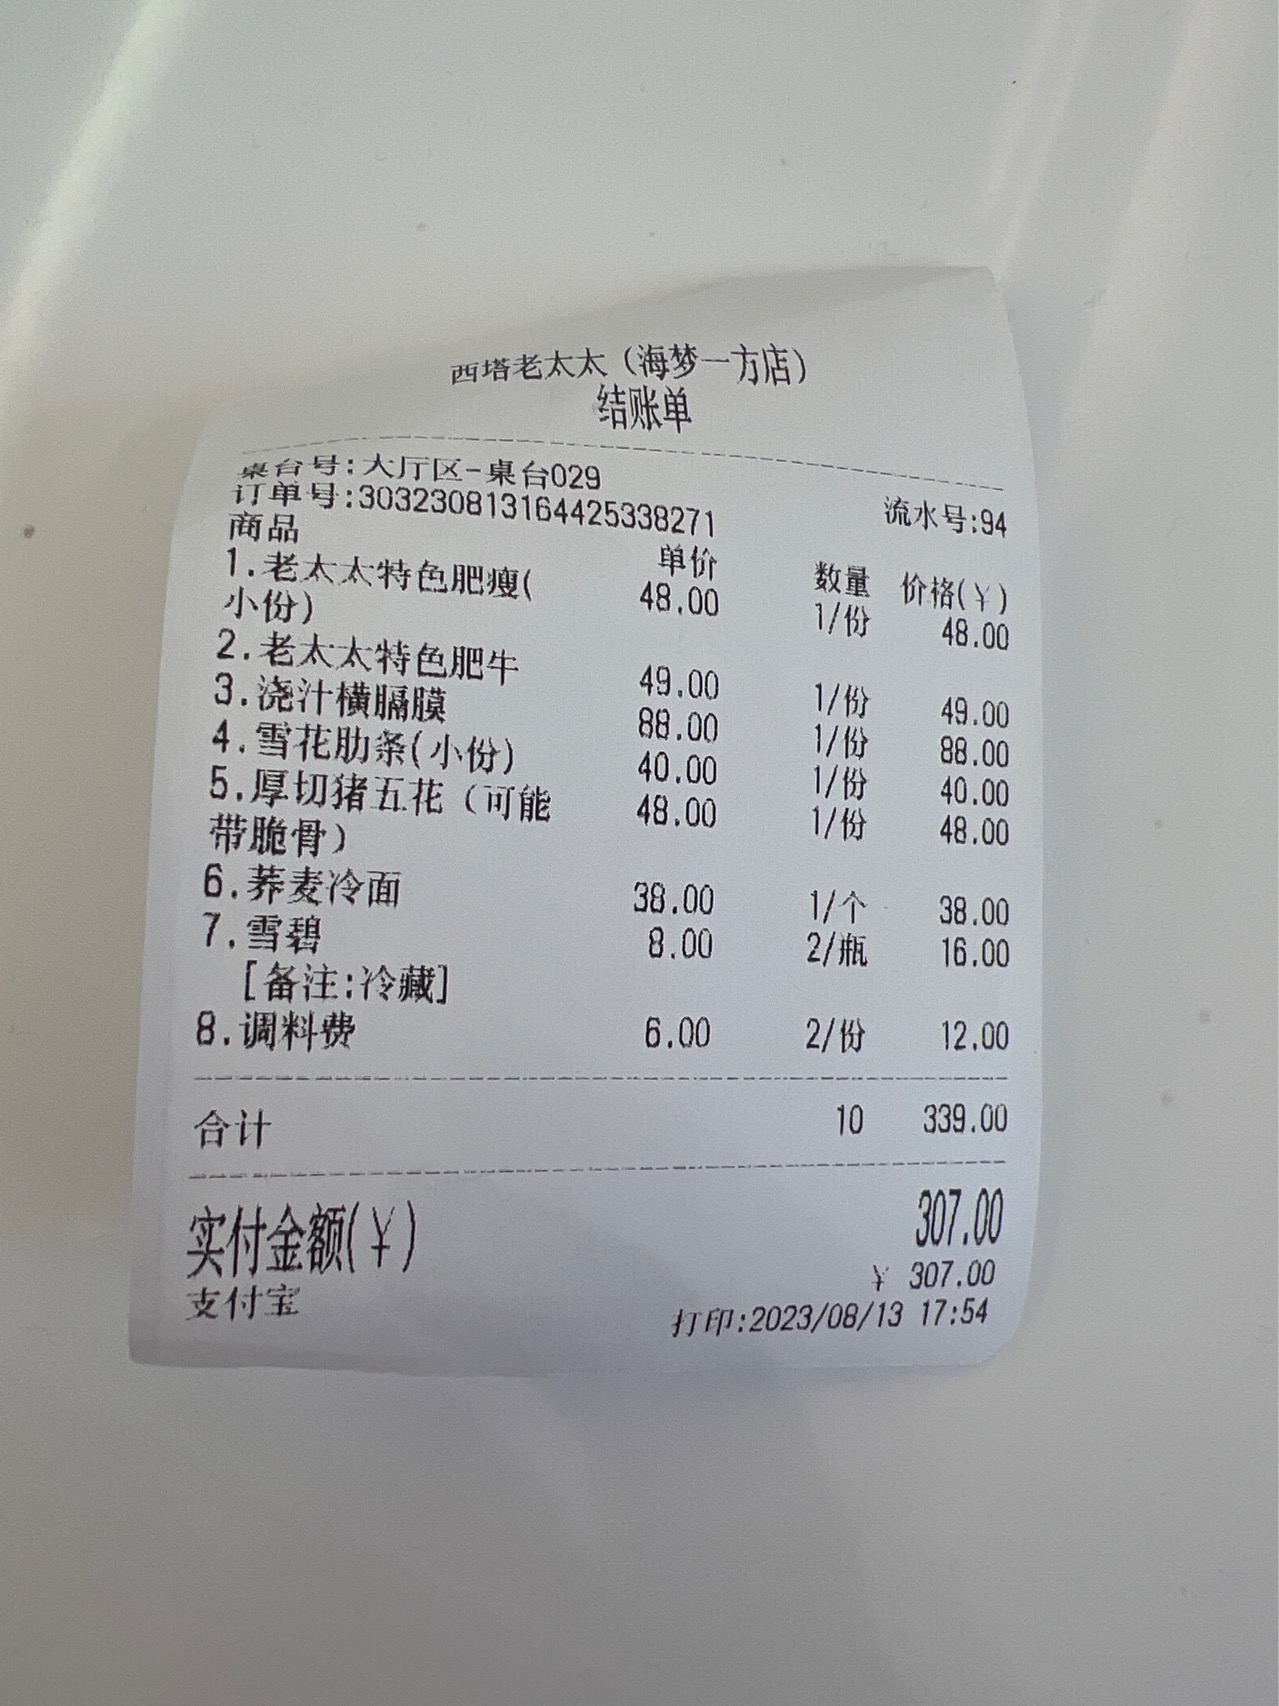 西塔老太太（海梦一方店）
结账单
桌台号:大厅区-桌台029
订单号:303230813164425338271 流水号:94
商品 单价 数量 价格(¥)
1.老太太特色肥瘦( 48.00 1/份 48.00
小份)
2.老太太特色肥牛 49.00 1/份 49.00
3.浇汁横膈膜 88.00 1/份 88.00
4.雪花肋条(小份) 40.00 1/份 40.00
5.厚切猪五花（可能 48.00 1/份 48.00
带脆骨）
6.荞麦冷面 38.00 1/个 38.00
7.雪碧 8.00 2/瓶 16.00
[备注:冷藏]
8.调料费 6.00 2/份 12.00
合计 10 339.00
实付金额(¥) 307.00
支付宝 ¥ 307.00
打印:2023/08/13 17:54